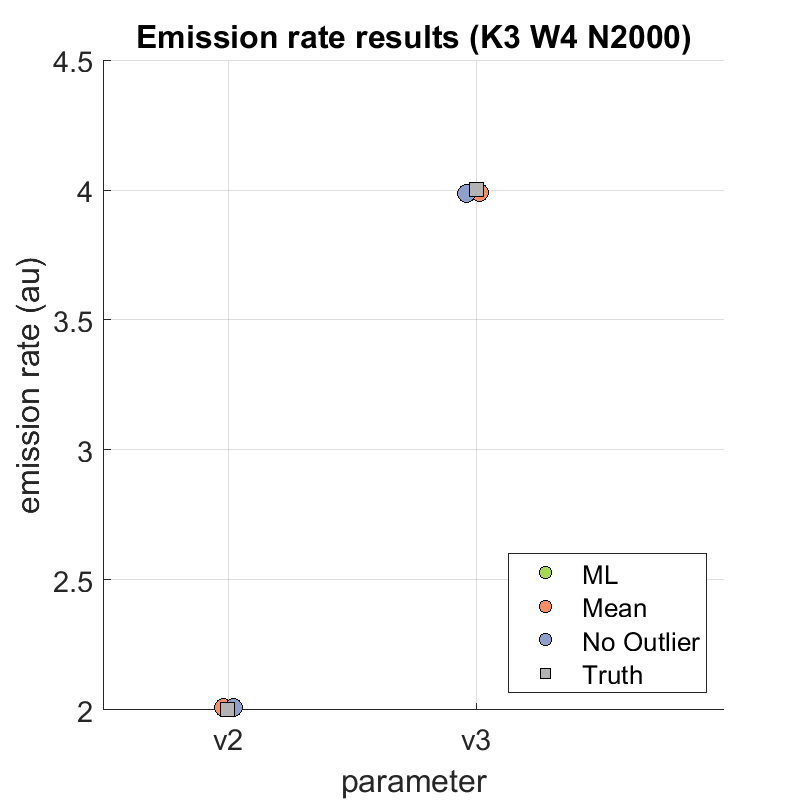 Emission rate results (K3 W4 N2000)
4.5
4
3.5
3
2.5
2
emission rate (au)
v2
v3
parameter
ML
Mean
No Outlier
Truth